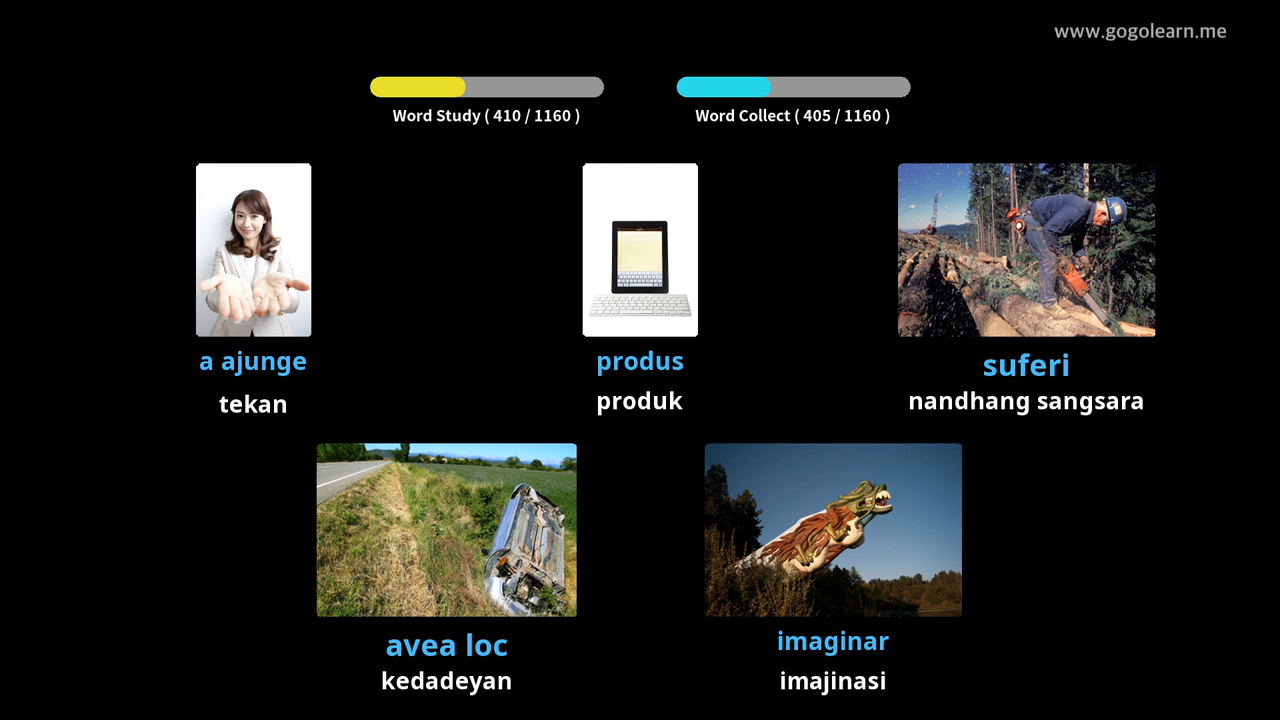 www.gogolearn.me
Word Study ( 410 / 1160 )
Word Collect ( 405 / 1160 )
a ajunge
tekan
produs
produk
suferi
nandhang sangsara
avea loc
kedadeyan
imaginar
imajinasi